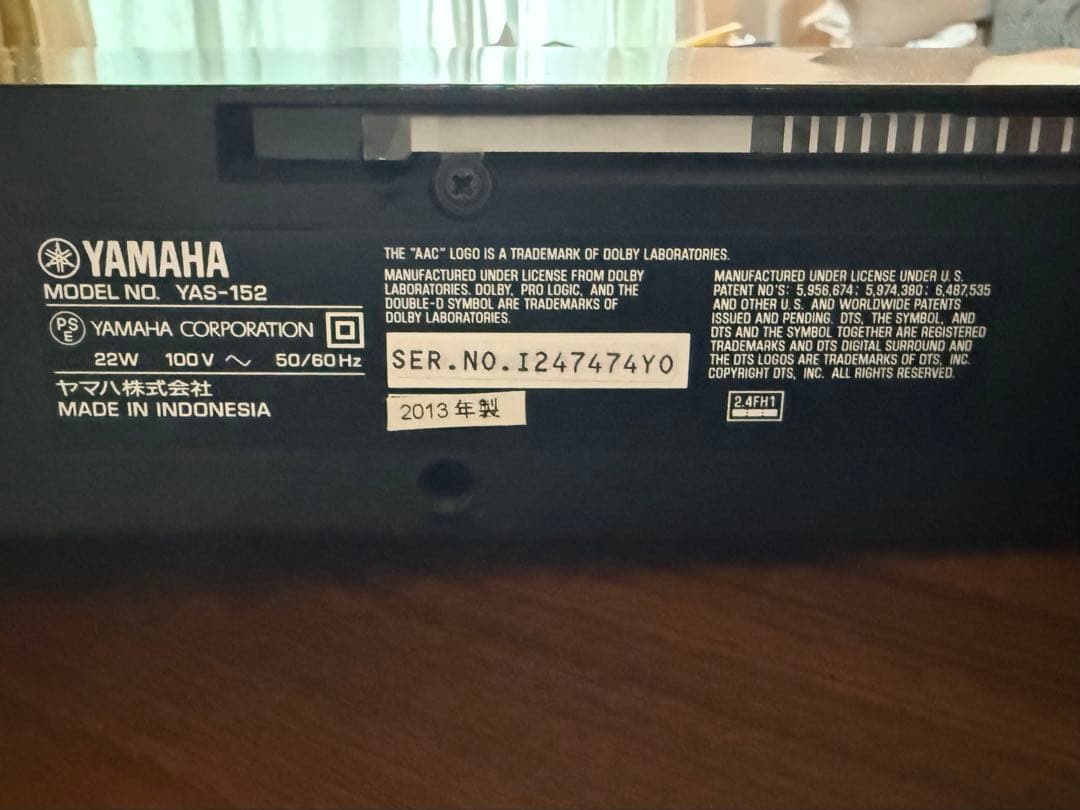 YAMAHA
MODEL NO. YAS-152
PS E
YAMAHA CORPORATION
22W 100V ～ 50/60Hz
ヤマハ株式会社
MADE IN INDONESIA
THE "AAC" LOGO IS A TRADEMARK OF DOLBY LABORATORIES.
MANUFACTURED UNDER LICENSE FROM DOLBY
LABORATORIES. DOLBY, PRO LOGIC, AND THE
DOUBLE-D SYMBOL ARE TRADEMARKS OF
DOLBY LABORATORIES.
SER.NO.I247474YO
2013年製
MANUFACTURED UNDER LICENSE UNDER U.S.
PATENT NO'S: 5,956,674; 5,974,380; 6,487,535
AND OTHER U.S. AND WORLDWIDE PATENTS
ISSUED AND PENDING. DTS, THE SYMBOL, AND
DTS AND THE SYMBOL TOGETHER ARE REGISTERED
TRADEMARKS AND DTS DIGITAL SURROUND AND
THE DTS LOGOS ARE TRADEMARKS OF DTS, INC.
COPYRIGHT DTS, INC. ALL RIGHTS RESERVED.
2.4FH1